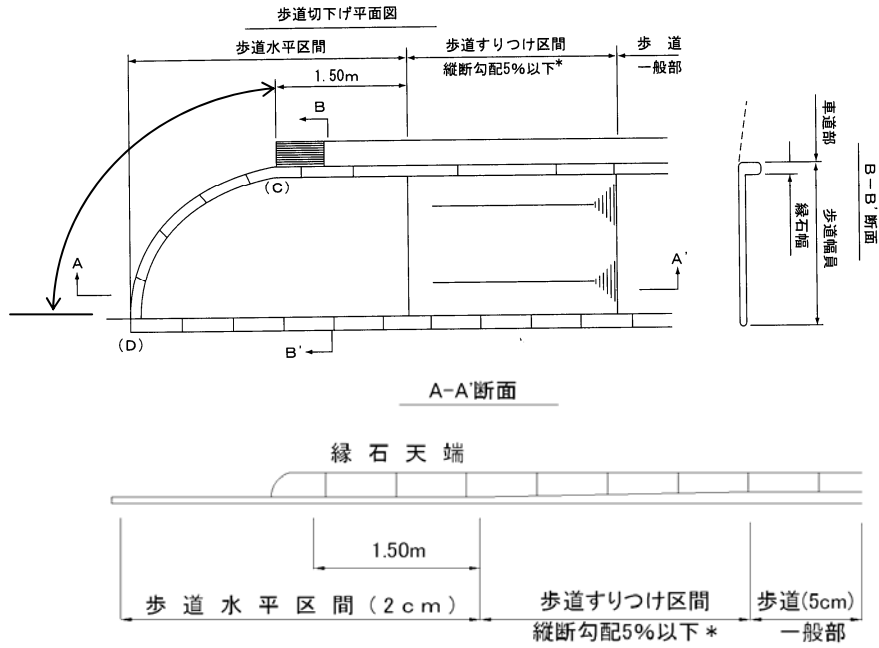 歩道切下げ平面図
歩道水平区間
歩道すりつけ区間
縦断勾配5%以下*
歩道
一般部
1.50m
B
(C)
A
A'
(D)
B'
車道部
縁石幅
歩道幅員
B-B'断面
A-A'断面
縁石天端
1.50m
歩道水平区間(2cm)
歩道すりつけ区間
縦断勾配5%以下*
歩道(5cm)
一般部